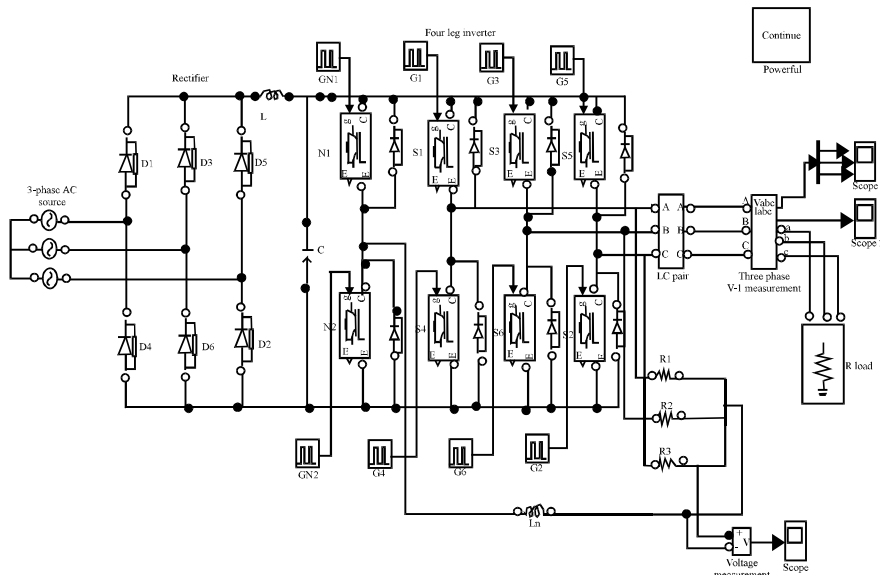 Four leg inverter
Continue
Powerful
Rectifier
GN1
G1
G3
G5
L
g
C
g
C
g
C
g
C
D1
D3
D5
N1
S1
S3
S5
E
E
E
E
E
E
E
E
3-phase AC
source
Vabc
Iabc
Scope
A
A
A
B
B
B
C
C
C
a
b
c
Scope
C
LC pair
Three phase
V-1 measurement
g
C
g
C
g
C
g
C
D4
D6
D2
N2
S4
S6
S2
E
E
E
E
E
E
E
E
R load
R1
R2
R3
GN2
G4
G6
G2
Ln
+
-
V
Voltage
measurement
Scope